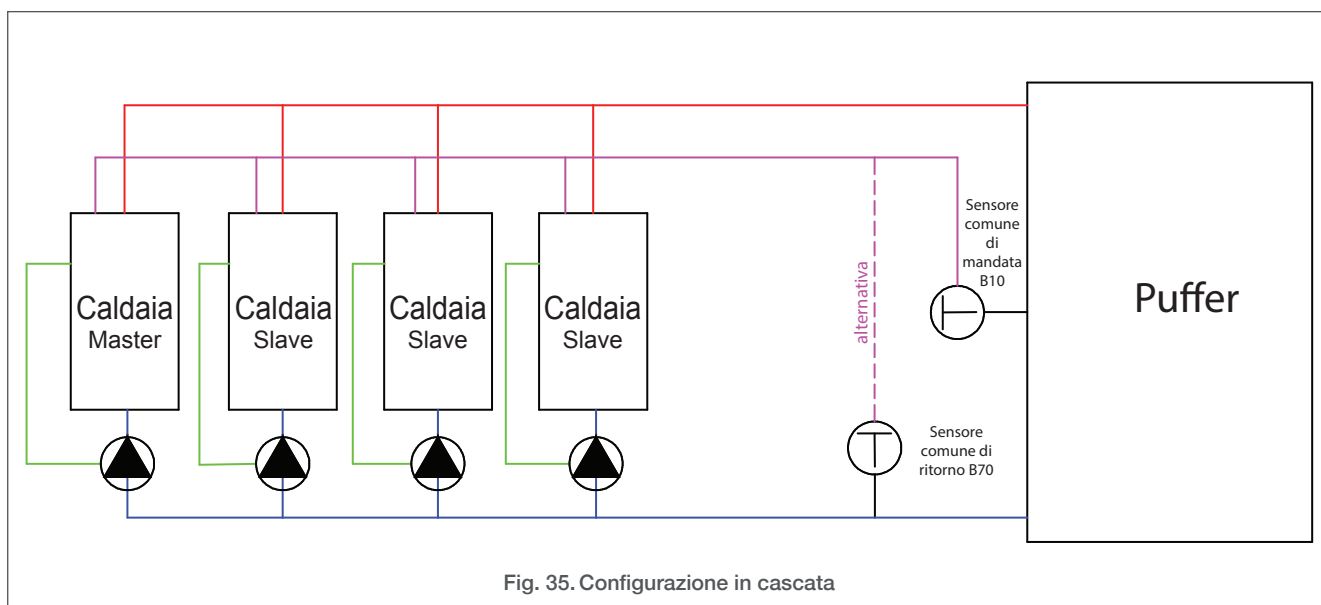 Caldaia
Master
Caldaia
Slave
Caldaia
Slave
Caldaia
Slave
alternativa
Sensore
comune
di
mandata
B10
Sensore
comune di
ritorno B70
Puffer
Fig. 35. Configurazione in cascata